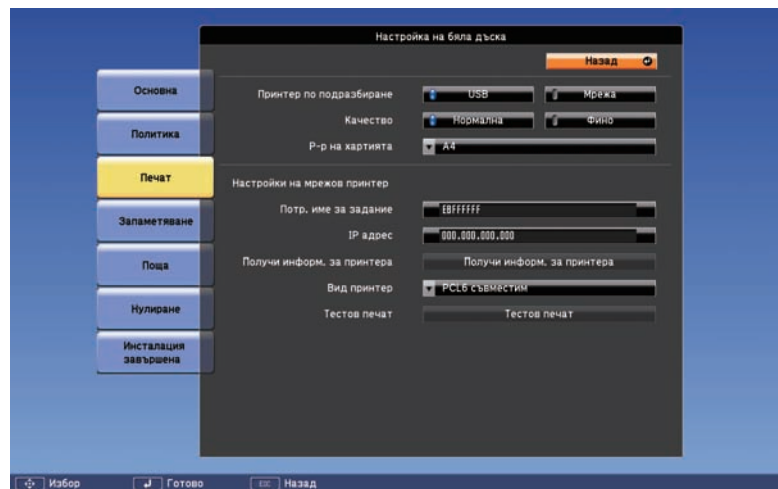 Настройка на бяла дъска
Назад
Основна
Политика
Печат
Запаметяване
Поща
Нулиране
Инсталация
завършена
Принтер по подразбиране USB Мрежа
Качество Нормална Фино
Р-р на хартията A4
Настройки на мрежов принтер
Потр. име за задание EBFFFFFF
IP адрес 000.000.000.000
Получи информ. за принтера Получи информ. за принтера
Вид принтер PCL6 съвместим
Тестов печат Тестов печат
Избор Готово ESC Назад